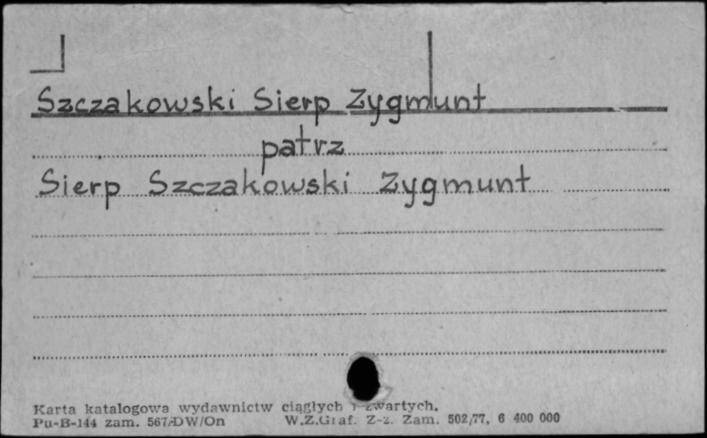 Szczakowski Sierp Zygmunt
patrz
Sierp Szczakowski Zygmunt
Karta katalogowa wydawnictw ciągłych i zwartych.
Pu-B-144 zam. 567/DW/On W.Z.Graf. Z-z. Zam. 502/77. 6 400 000